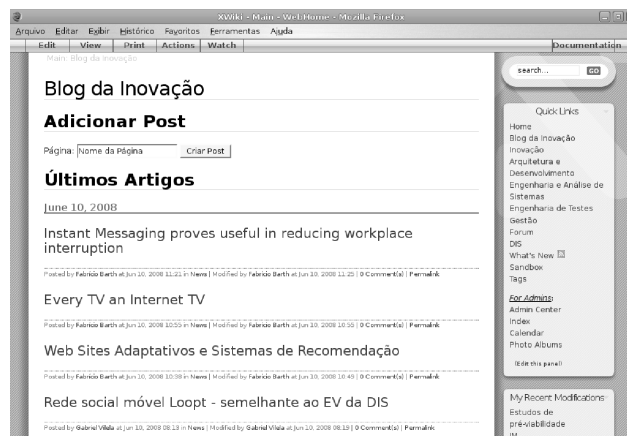 XWiki - Main - WebHome - Mozilla Firefox
Arquivo Editar Exibir Histórico Favoritos Ferramentas Ajuda
Edit View Print Actions Watch Documentation
Main: Blog da Inovação
search... GO
Blog da Inovação
Adicionar Post
Página: Nome da Página Criar Post
Últimos Artigos
June 10, 2008
Instant Messaging proves useful in reducing workplace
interruption
Posted by Fabricio Barth at Jun 10, 2008 11:21 in News | Modified by Fabricio Barth at Jun 10, 2008 11:25 | 0 Comment(s) | Permalink
Every TV an Internet TV
Posted by Fabricio Barth at Jun 10, 2008 10:55 in News | Modified by Fabricio Barth at Jun 10, 2008 10:56 | 0 Comment(s) | Permalink
Web Sites Adaptativos e Sistemas de Recomendação
Posted by Fabricio Barth at Jun 10, 2008 10:38 in News | Modified by Fabricio Barth at Jun 10, 2008 10:49 | 0 Comment(s) | Permalink
Rede social móvel Loopt - semelhante ao EV da DIS
Posted by Gabriel Vilela at Jun 10, 2008 08:13 in News | Modified by Gabriel Vilela at Jun 10, 2008 08:19 | 0 Comment(s) | Permalink
Quick Links
Home
Blog da Inovação
Inovação
Arquitetura e
Desenvolvimento
Engenharia e Análise de
Sistemas
Engenharia de Testes
Gestão
Forum
DIS
What's New
Sandbox
Tags
For Admins:
Admin Center
Index
Calendar
Photo Albums
(Edit this panel)
My Recent Modifications
Estudos de
pré-viabilidade